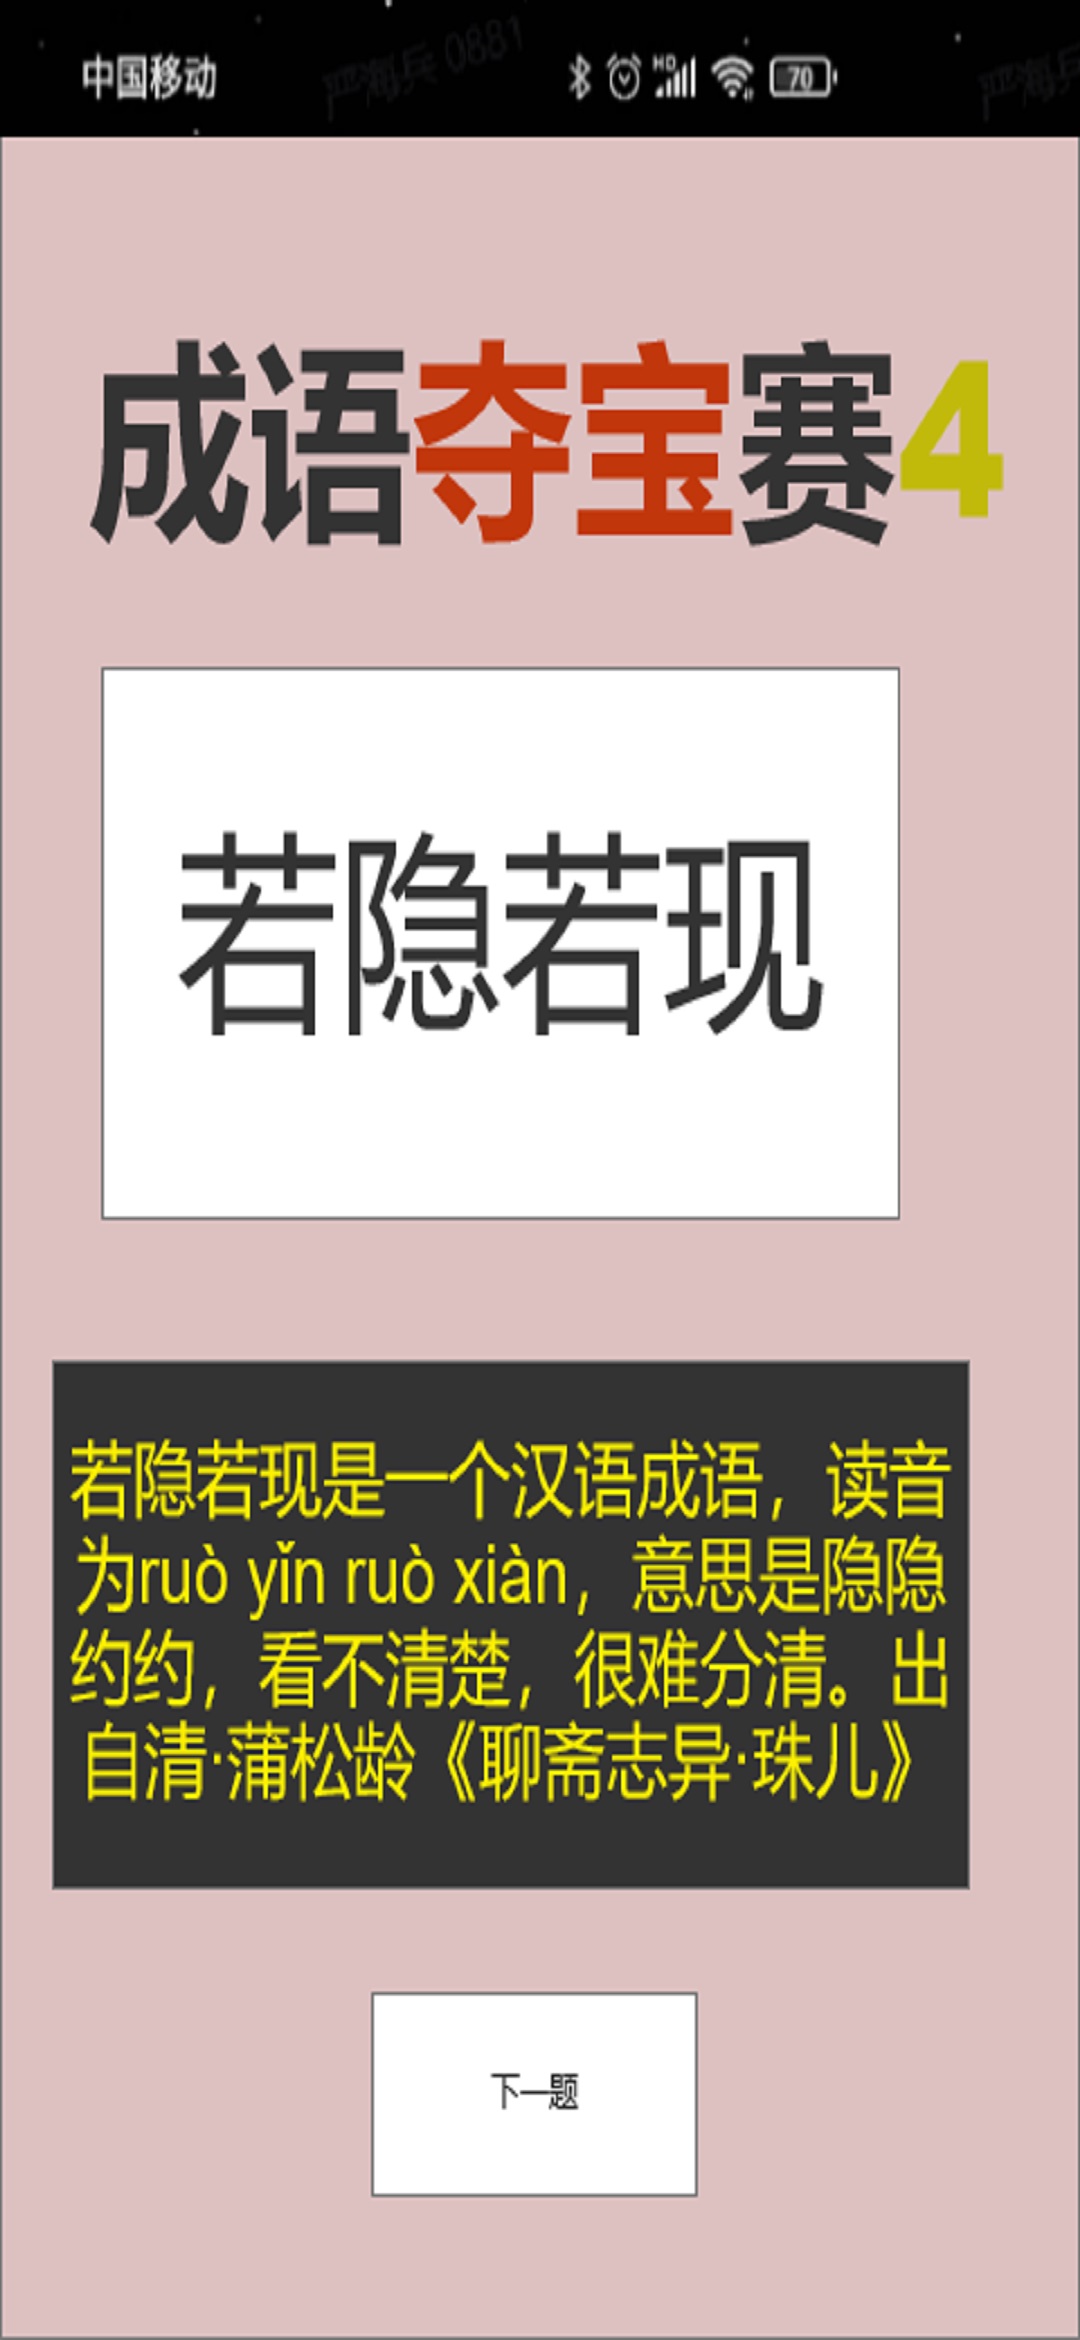 中国移动 严海兵 0881 HD 70
成语夺宝赛4
若隐若现
若隐若现是一个汉语成语，读音
为ruò yǐn ruò xiàn，意思是隐隐
约约，看不清楚，很难分清。出
自清·蒲松龄《聊斋志异·珠儿》
下一题